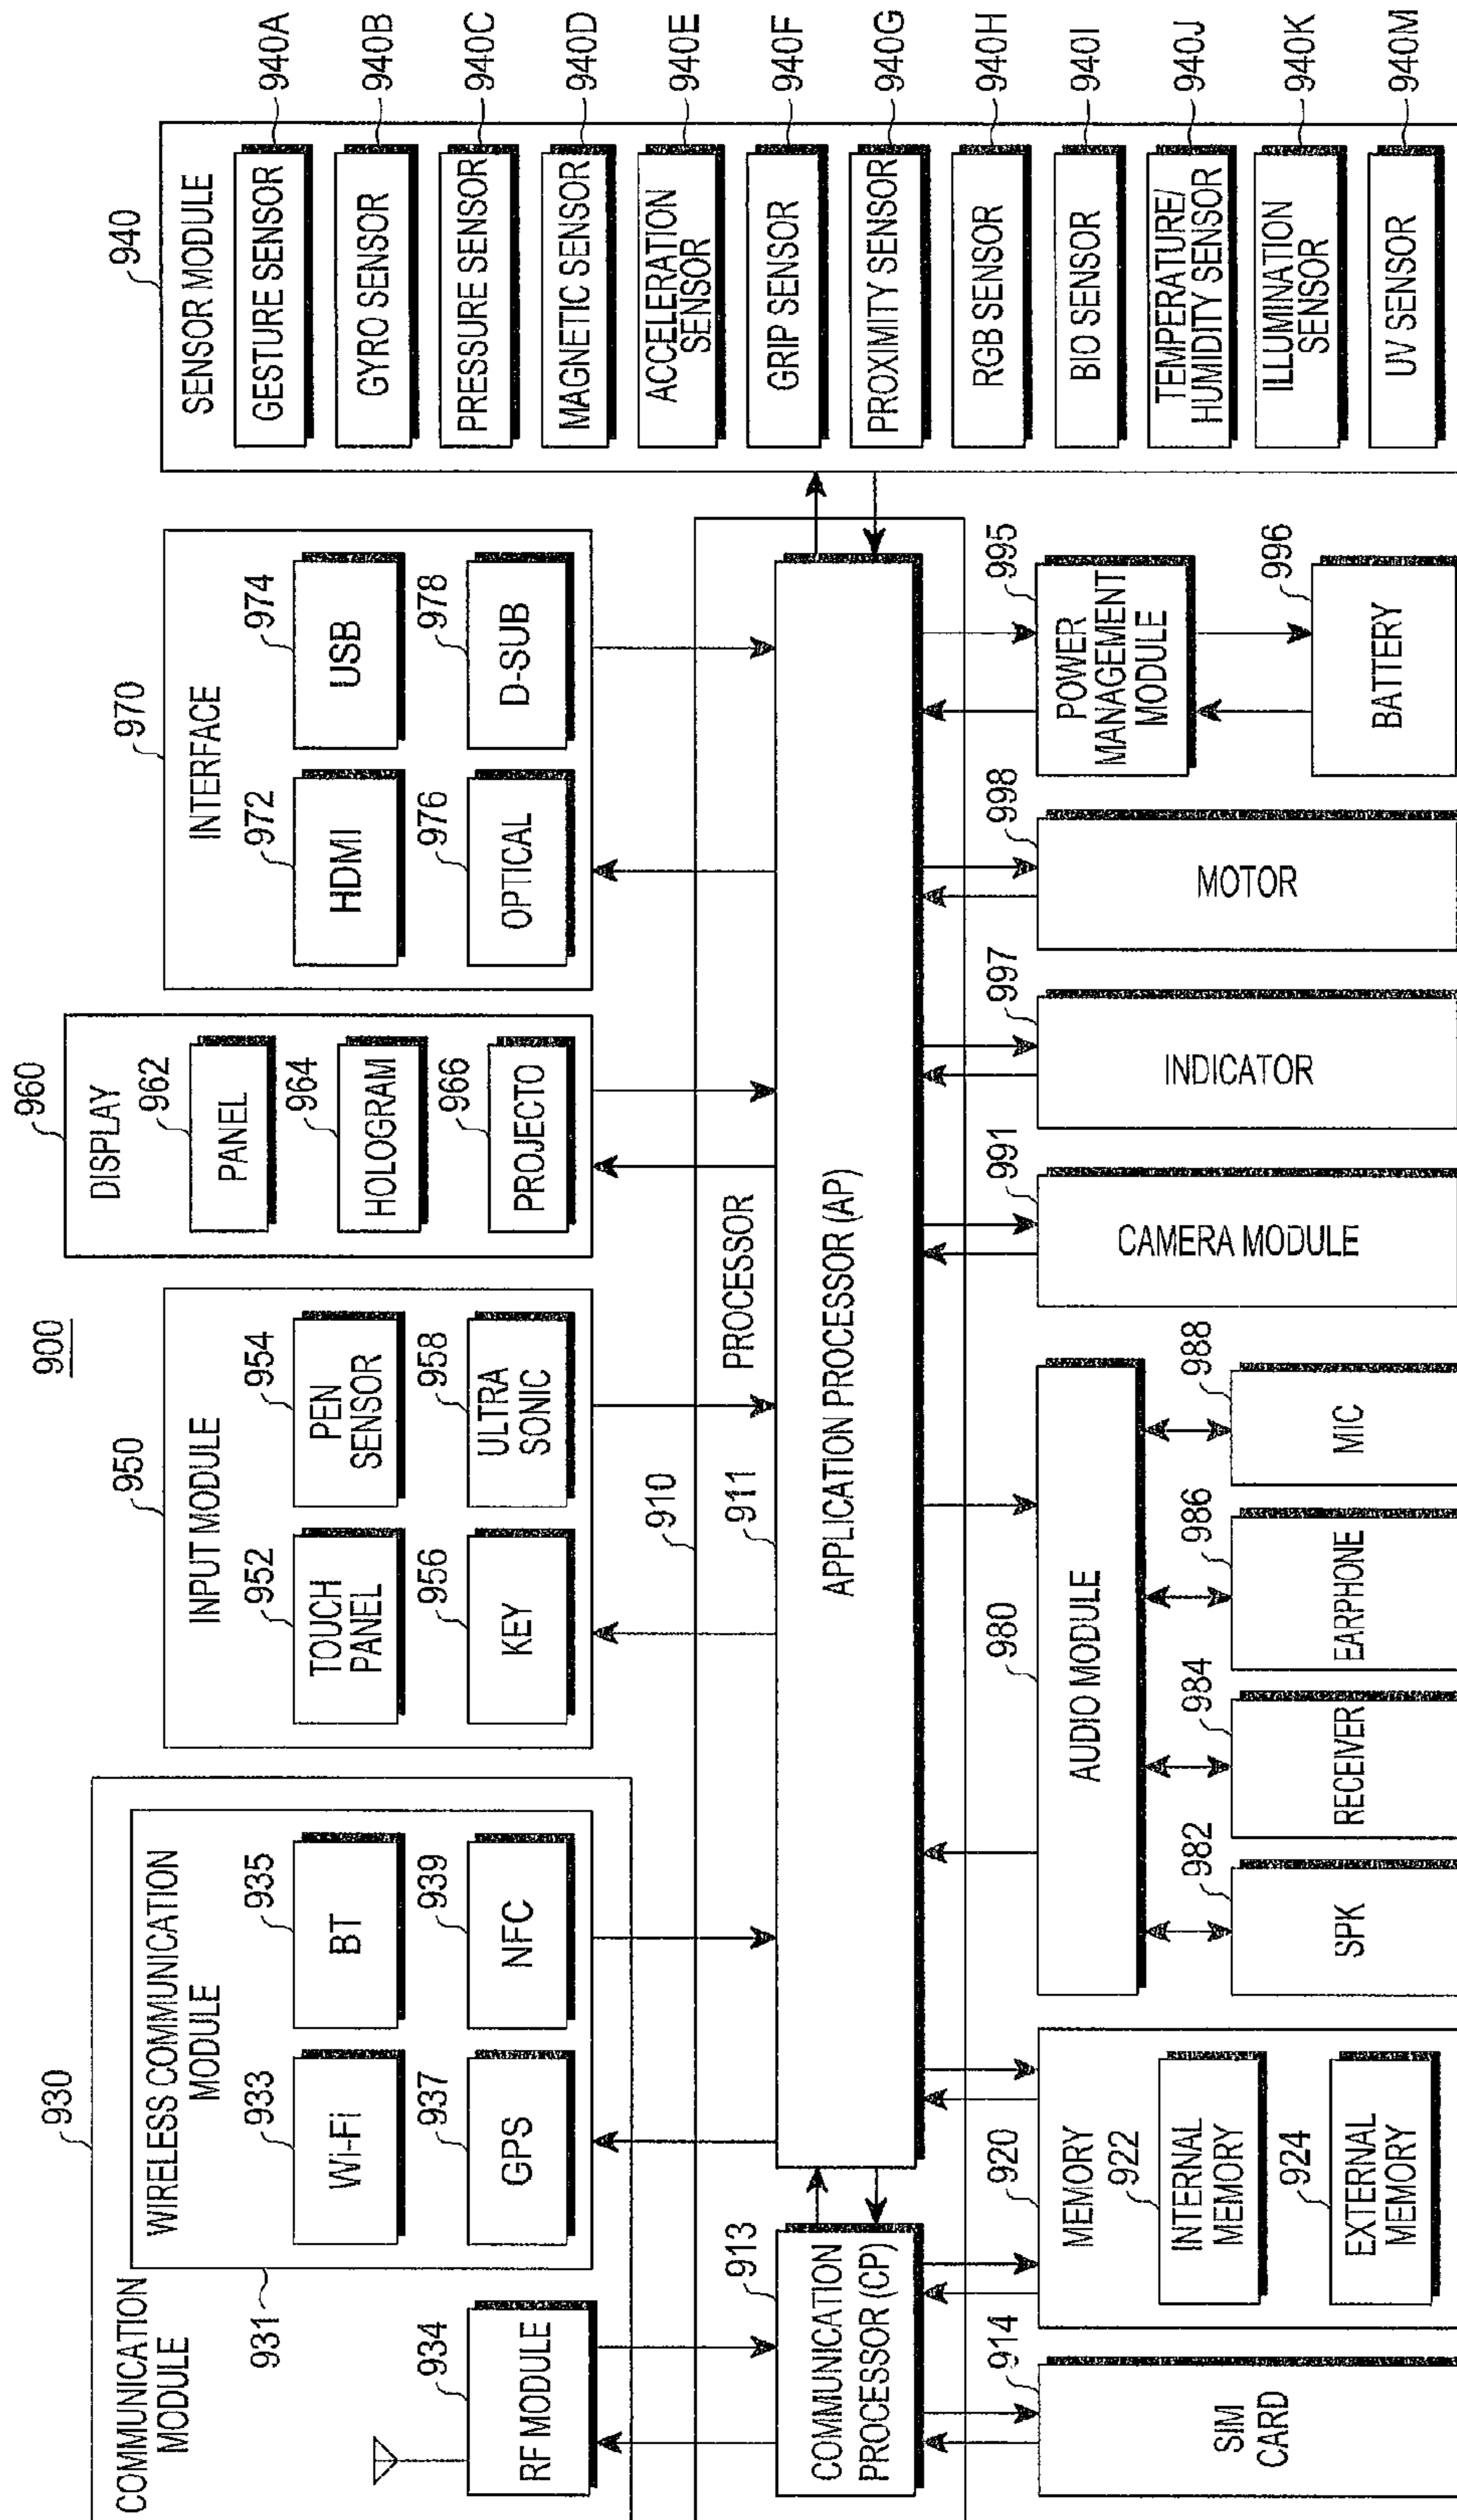 900
930
COMMUNICATION
MODULE
931
WIRELESS COMMUNICATION
MODULE
933
Wi-Fi
935
BT
937
GPS
939
NFC
934
RF MODULE
950
INPUT MODULE
952
TOUCH
PANEL
954
PEN
SENSOR
956
KEY
958
ULTRA
SONIC
960
DISPLAY
962
PANEL
964
HOLOGRAM
966
PROJECTO
970
INTERFACE
972
HDMI
974
USB
976
OPTICAL
978
D-SUB
940
SENSOR MODULE
GESTURE SENSOR
940A
GYRO SENSOR
940B
PRESSURE SENSOR
940C
MAGNETIC SENSOR
940D
ACCELERATION
SENSOR
940E
GRIP SENSOR
940F
PROXIMITY SENSOR
940G
RGB SENSOR
940H
BIO SENSOR
940I
TEMPERATURE/
HUMIDITY SENSOR
940J
ILLUMINATION
SENSOR
940K
UV SENSOR
940M
910
PROCESSOR
911
APPLICATION PROCESSOR (AP)
913
COMMUNICATION
PROCESSOR (CP)
914
SIM
CARD
920
MEMORY
922
INTERNAL
MEMORY
924
EXTERNAL
MEMORY
980
AUDIO MODULE
982
SPK
984
RECEIVER
986
EARPHONE
988
MIC
991
CAMERA MODULE
997
INDICATOR
998
MOTOR
995
POWER
MANAGEMENT
MODULE
996
BATTERY